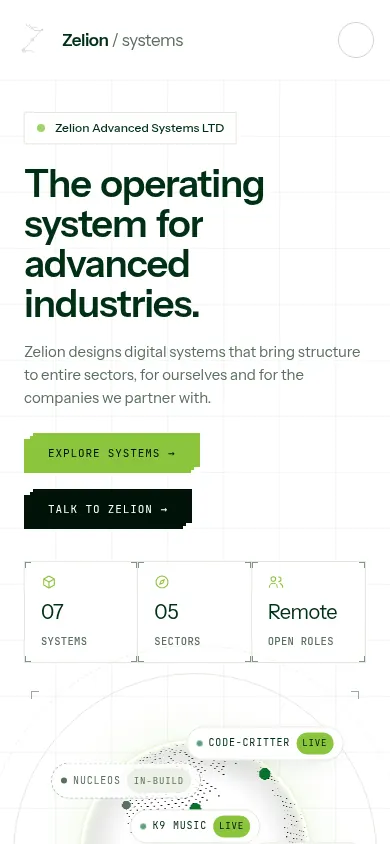 Zelion / systems
Zelion Advanced Systems LTD
The operating
system for
advanced
industries.
Zelion designs digital systems that bring structure
to entire sectors, for ourselves and for the
companies we partner with.
EXPLORE SYSTEMS →
TALK TO ZELION →
07
SYSTEMS
05
SECTORS
Remote
OPEN ROLES
CODE-CRITTER LIVE
NUCLEOS IN-BUILD
K9 MUSIC LIVE